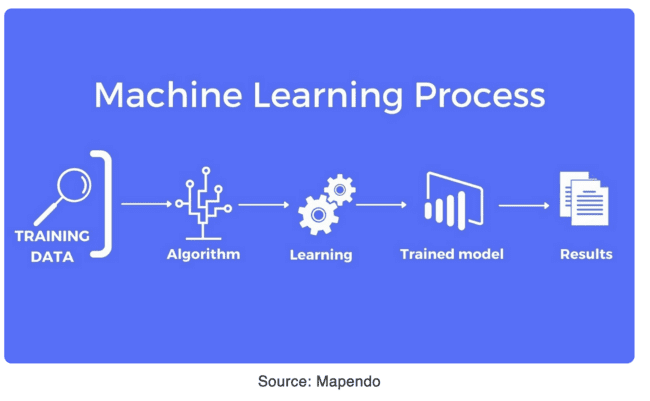 Machine Learning Process
TRAINING
DATA
Algorithm
Learning
Trained model
Results
Source: Mapendo